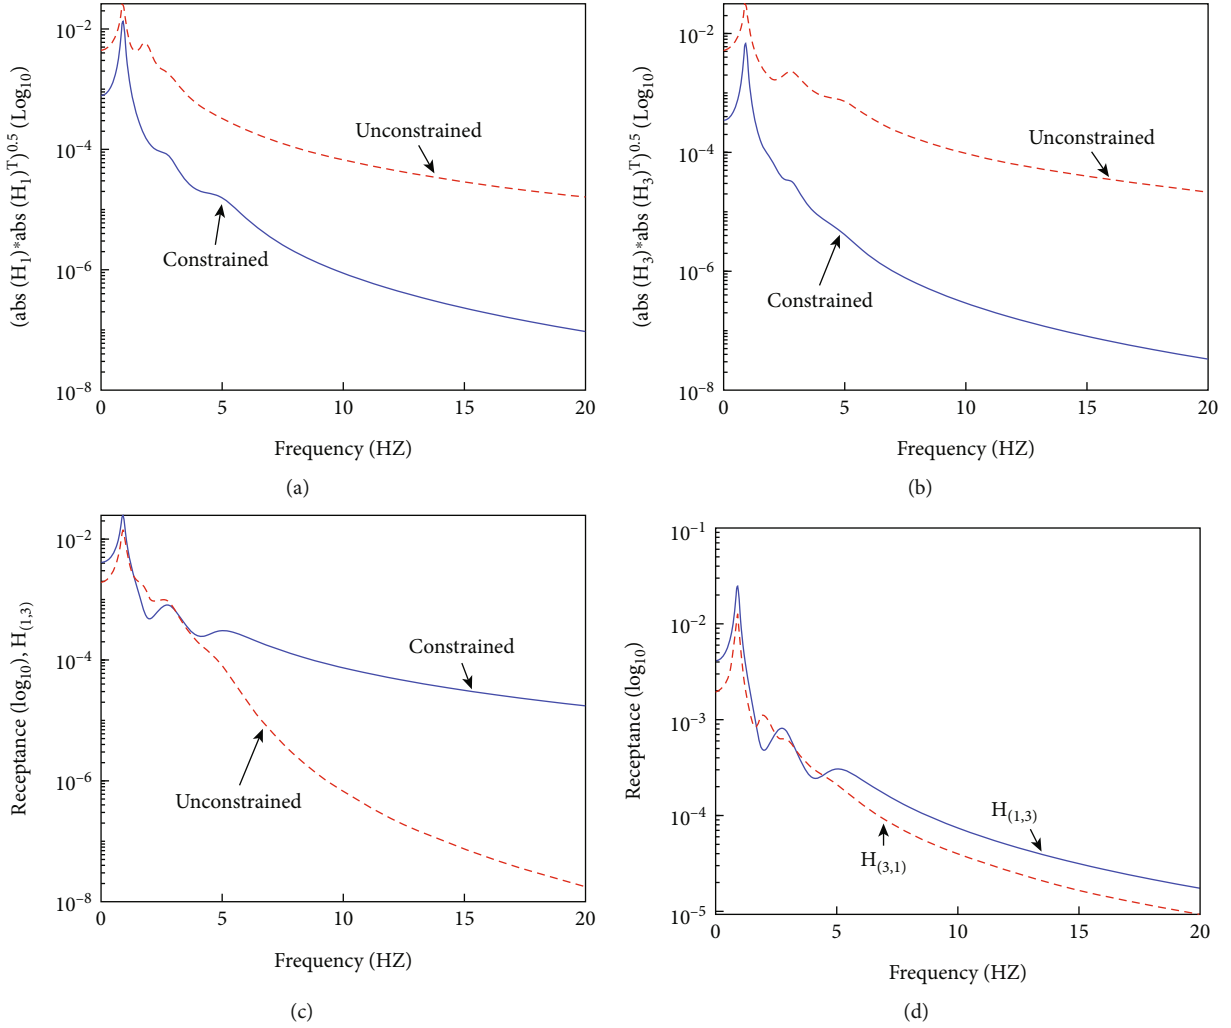 (abs (H₁)*abs (H₁)ᵀ)⁰·⁵ (Log₁₀)
10⁻²
10⁻⁴
10⁻⁶
10⁻⁸
Unconstrained
Constrained
0 5 10 15 20
Frequency (HZ)
(a)
(abs (H₃)*abs (H₃)ᵀ)⁰·⁵ (Log₁₀)
10⁻²
10⁻⁴
10⁻⁶
10⁻⁸
Unconstrained
Constrained
0 5 10 15 20
Frequency (HZ)
(b)
Receptance (log₁₀), H₍₁,₃₎
10⁻²
10⁻⁴
10⁻⁶
10⁻⁸
Constrained
Unconstrained
0 5 10 15 20
Frequency (HZ)
(c)
Receptance (log₁₀)
10⁻¹
10⁻²
10⁻³
10⁻⁴
10⁻⁵
H₍₁,₃₎
H₍₃,₁₎
0 5 10 15 20
Frequency (HZ)
(d)